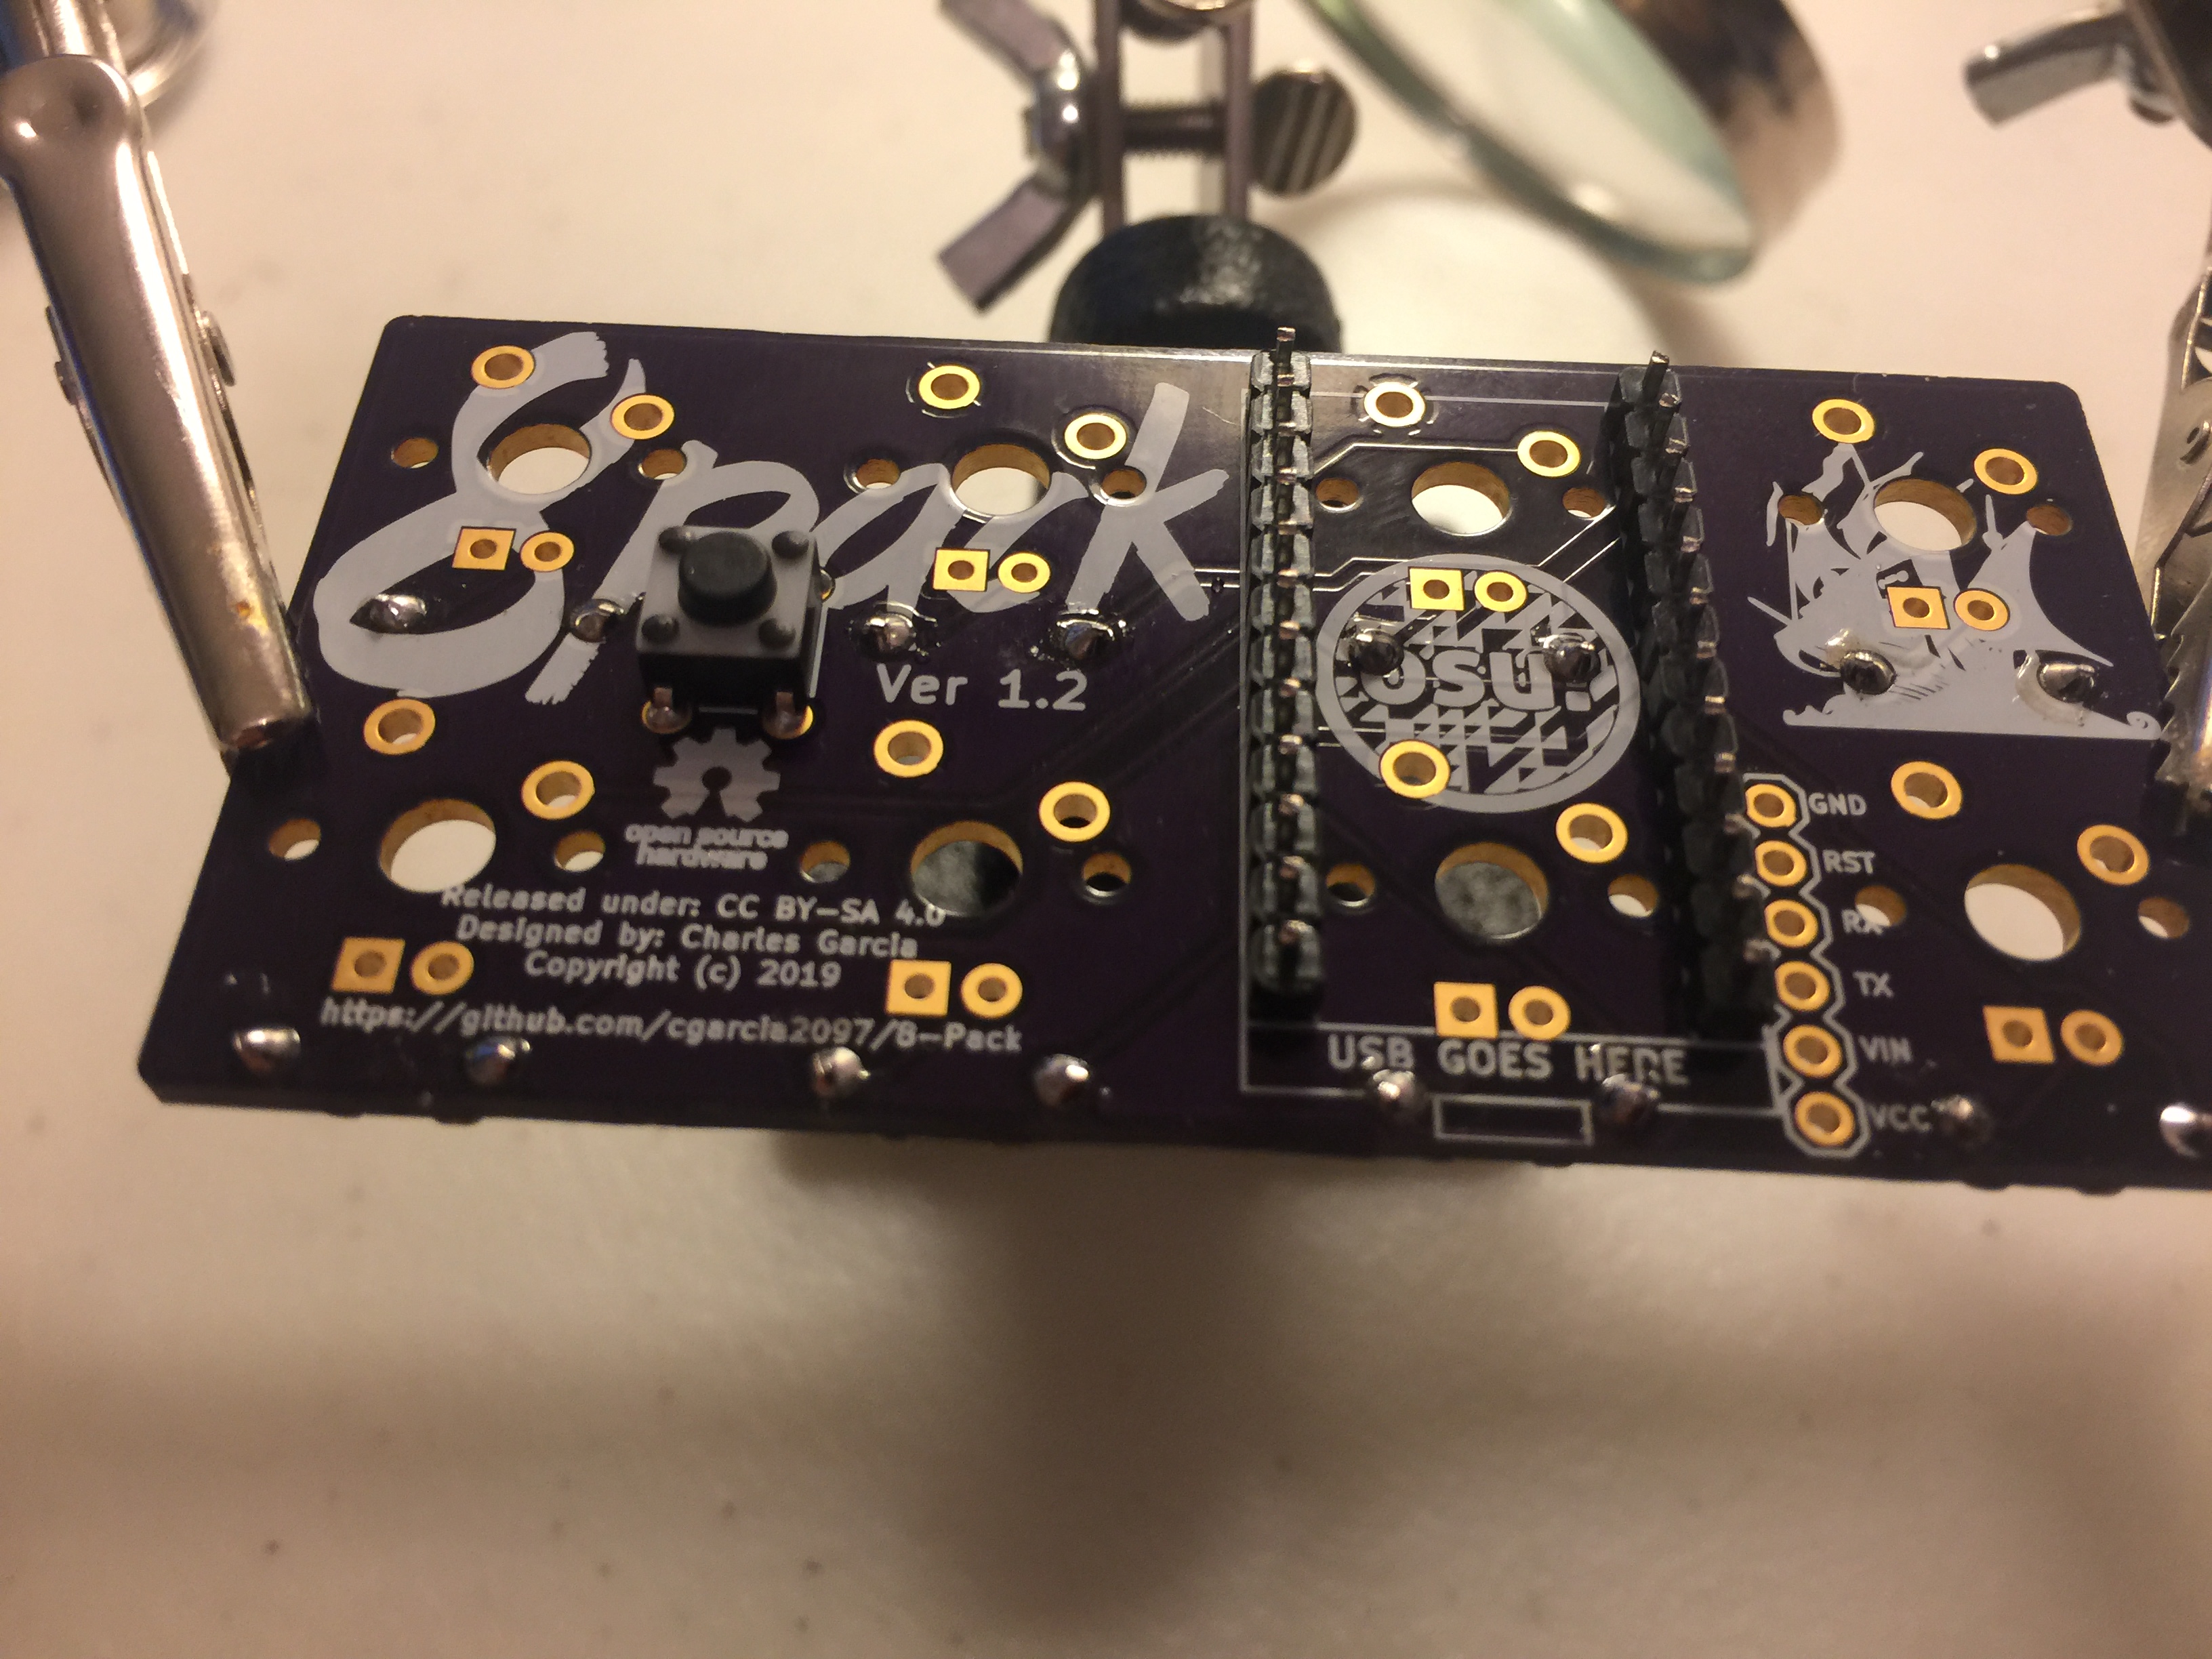 8park
Ver 1.2
osu!
open source
hardware
Released under: CC BY-SA 4.0
Designed by: Charles Garcia
Copyright (c) 2019
https://github.com/cgarcia2097/8-Pack
USB GOES HERE
GND
RST
RX
TX
VIN
VCC